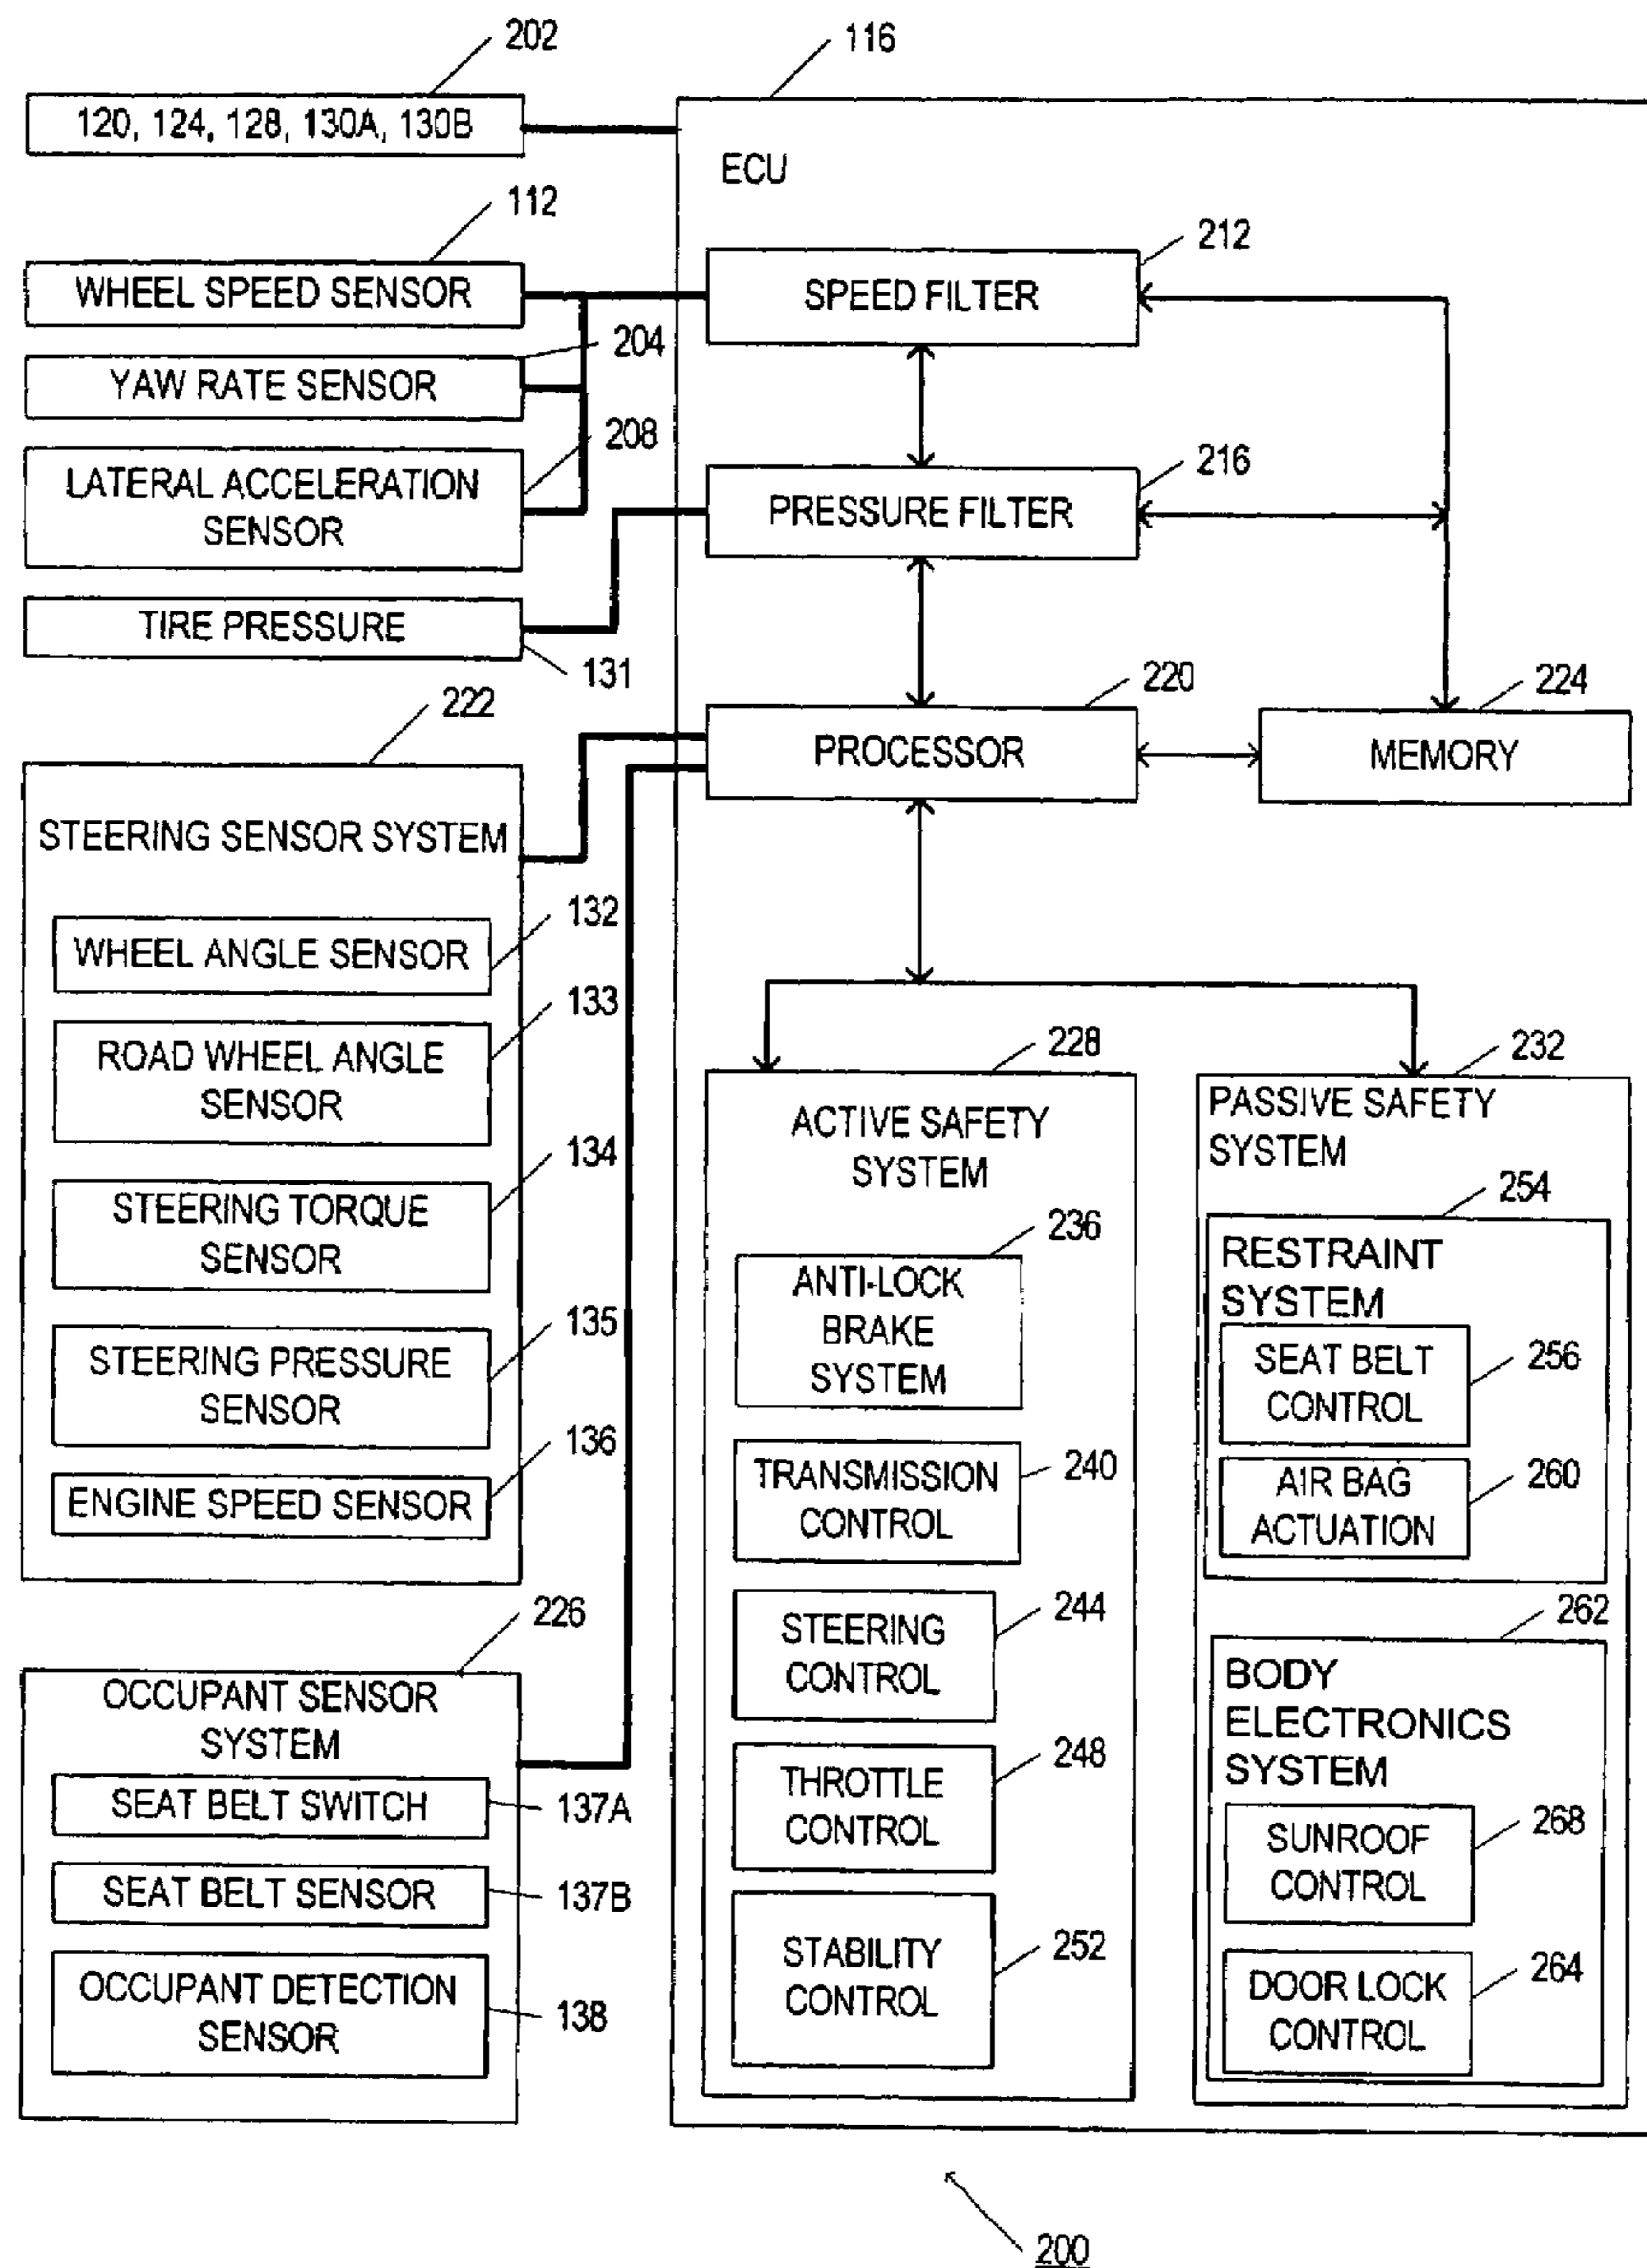 202
116
120, 124, 128, 130A, 130B
ECU
112
WHEEL SPEED SENSOR
212
SPEED FILTER
204
YAW RATE SENSOR
208
LATERAL ACCELERATION
SENSOR
216
PRESSURE FILTER
TIRE PRESSURE
131
220
PROCESSOR
224
MEMORY
222
STEERING SENSOR SYSTEM
132
WHEEL ANGLE SENSOR
133
ROAD WHEEL ANGLE
SENSOR
134
STEERING TORQUE
SENSOR
135
STEERING PRESSURE
SENSOR
136
ENGINE SPEED SENSOR
226
OCCUPANT SENSOR
SYSTEM
SEAT BELT SWITCH
137A
SEAT BELT SENSOR
137B
OCCUPANT DETECTION
SENSOR
138
228
ACTIVE SAFETY
SYSTEM
236
ANTI-LOCK
BRAKE
SYSTEM
TRANSMISSION
CONTROL
240
STEERING
CONTROL
244
THROTTLE
CONTROL
248
STABILITY
CONTROL
252
232
PASSIVE SAFETY
SYSTEM
254
RESTRAINT
SYSTEM
SEAT BELT
CONTROL
256
AIR BAG
ACTUATION
260
262
BODY
ELECTRONICS
SYSTEM
SUNROOF
CONTROL
268
DOOR LOCK
CONTROL
264
200